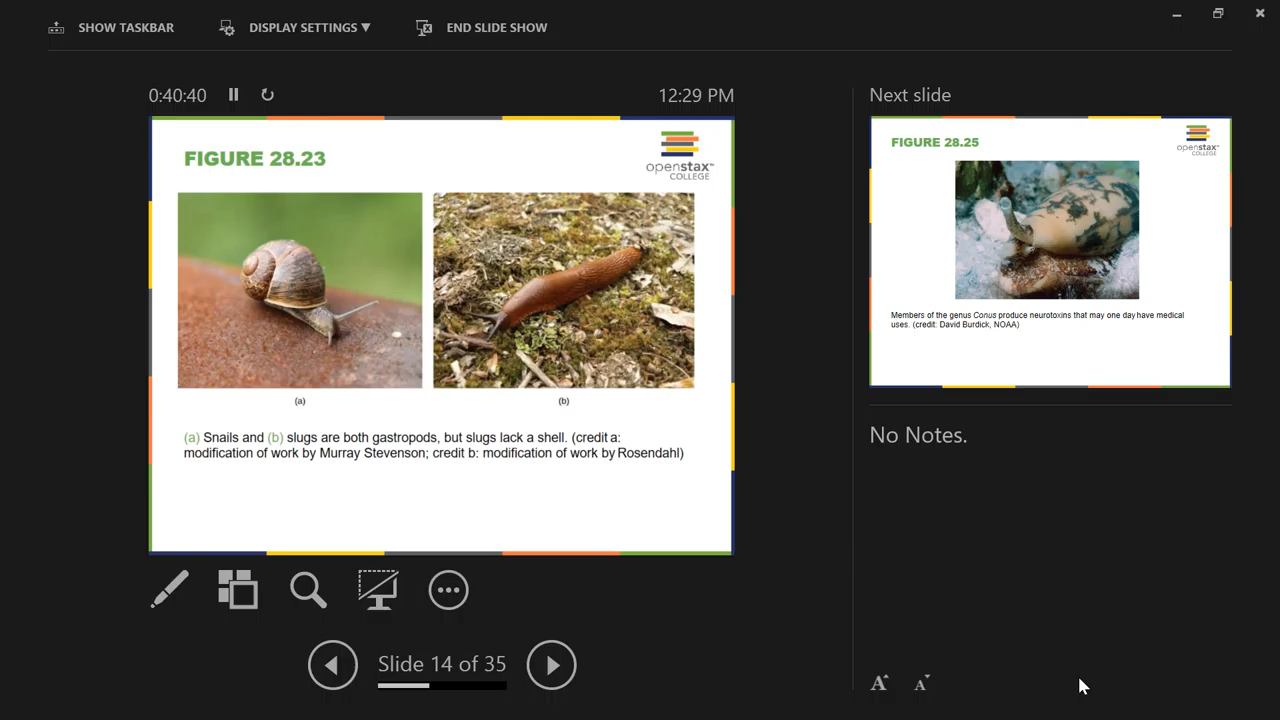 SHOW TASKBAR
DISPLAY SETTINGS ▼
END SLIDE SHOW
0:40:40
12:29 PM
FIGURE 28.23
openstax™
COLLEGE
(a)
(b)
(a) Snails and (b) slugs are both gastropods, but slugs lack a shell. (credit a:
modification of work by Murray Stevenson; credit b: modification of work by Rosendahl)
Slide 14 of 35
Next slide
FIGURE 28.25
openstax™
COLLEGE
Members of the genus Conus produce neurotoxins that may one day have medical
uses. (credit: David Burdick, NOAA)
No Notes.
A A